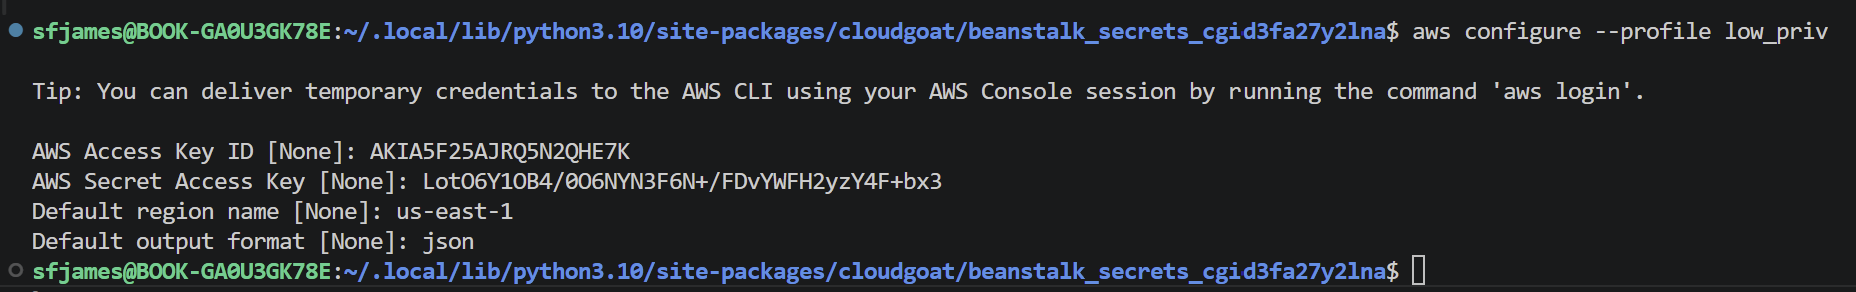 sfjames@BOOK-GA0U3GK78E:~/.local/lib/python3.10/site-packages/cloudgoat/beanstalk_secrets_cgid3fa27y2lna$ aws configure --profile low_priv
Tip: You can deliver temporary credentials to the AWS CLI using your AWS Console session by running the command 'aws login'.
AWS Access Key ID [None]: AKIA5F25AJRQ5N2QHE7K
AWS Secret Access Key [None]: LotO6Y1OB4/0O6NYN3F6N+/FDvYWFH2yzY4F+bx3
Default region name [None]: us-east-1
Default output format [None]: json
sfjames@BOOK-GA0U3GK78E:~/.local/lib/python3.10/site-packages/cloudgoat/beanstalk_secrets_cgid3fa27y2lna$